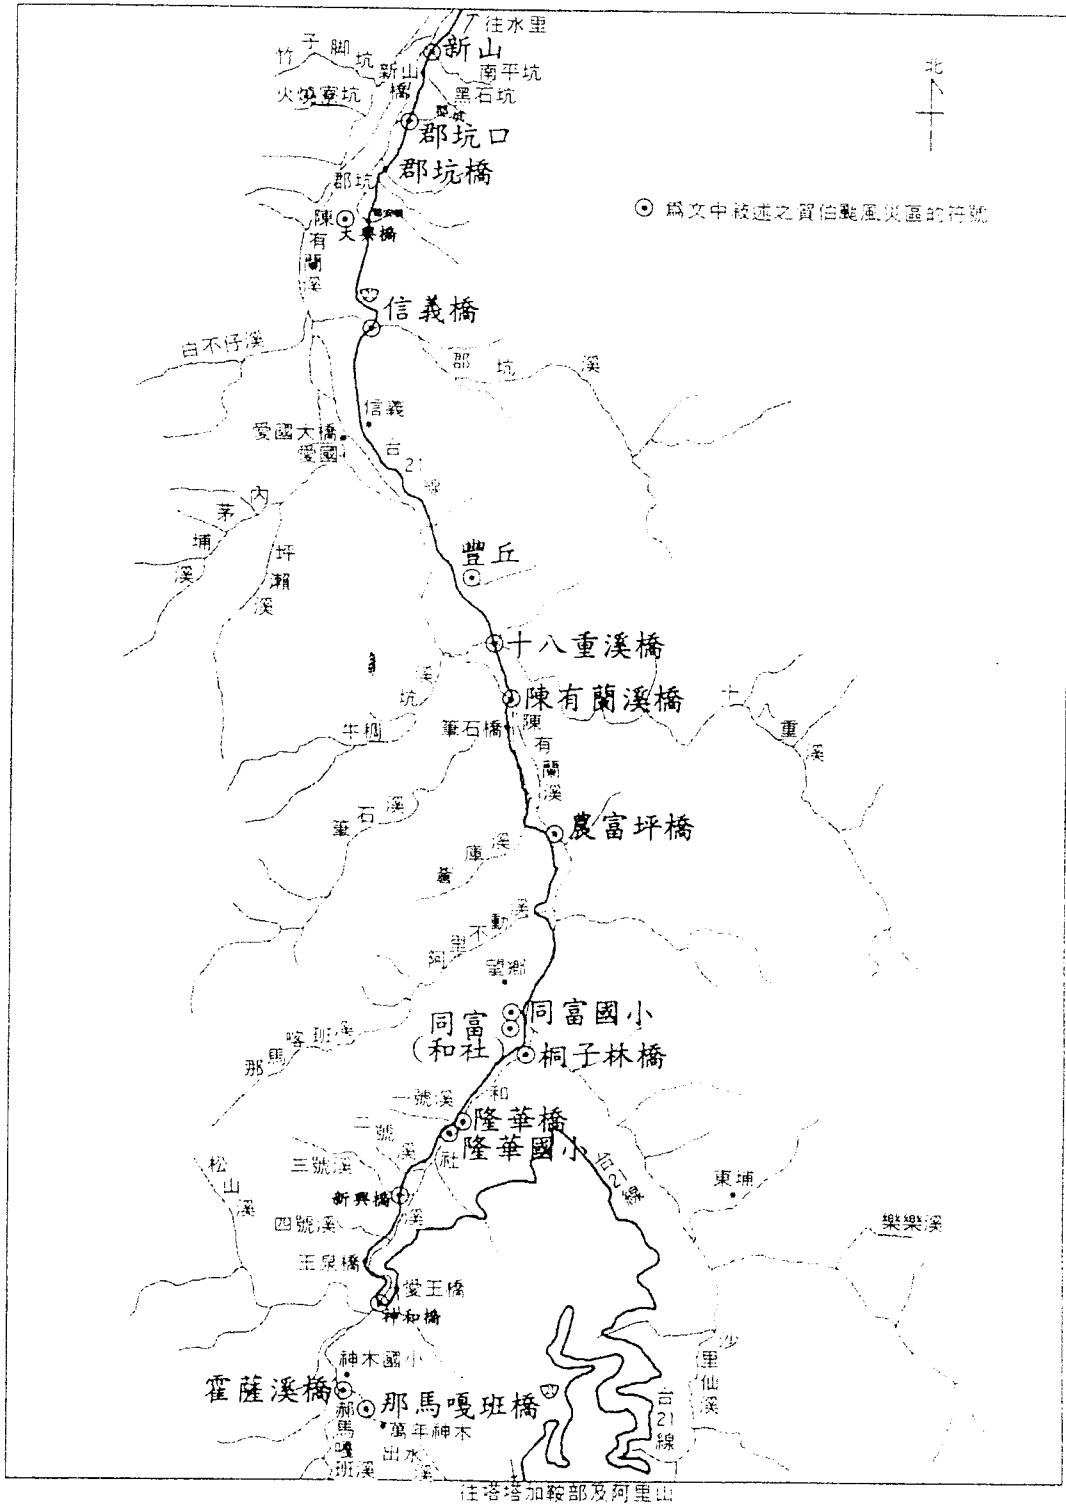 往水里
竹子腳坑
新山
新山橋
南平坑
火燒寮坑
黑石坑
郡坑口
郡坑橋
郡坑
北
⊙ 為文中敘述之賀伯颱風災區的符號
陳有蘭溪
大興橋
信義橋
白不仔溪
郡坑溪
信義
愛國大橋
愛國
台21線
內茅埔溪
坪瀨溪
豐丘
十八重溪橋
陳有蘭溪橋
牛稠坑溪
筆石橋
陳有蘭溪
十八重溪
筆石溪
農富坪橋
阿里不動溪
望鄉
同富國小
同富
(和社)
桐子林橋
那馬喀班溪
一號溪
和社溪
隆華橋
隆華國小
二號溪
三號溪
松山溪
台21線
東埔
新興橋
四號溪
樂樂溪
玉泉橋
愛玉橋
神和橋
神木國小
沙里仙溪
霍薩溪橋
那馬嘎班橋
台21線
郝馬嘎班溪
萬年神木
出水溪
往塔塔加鞍部及阿里山